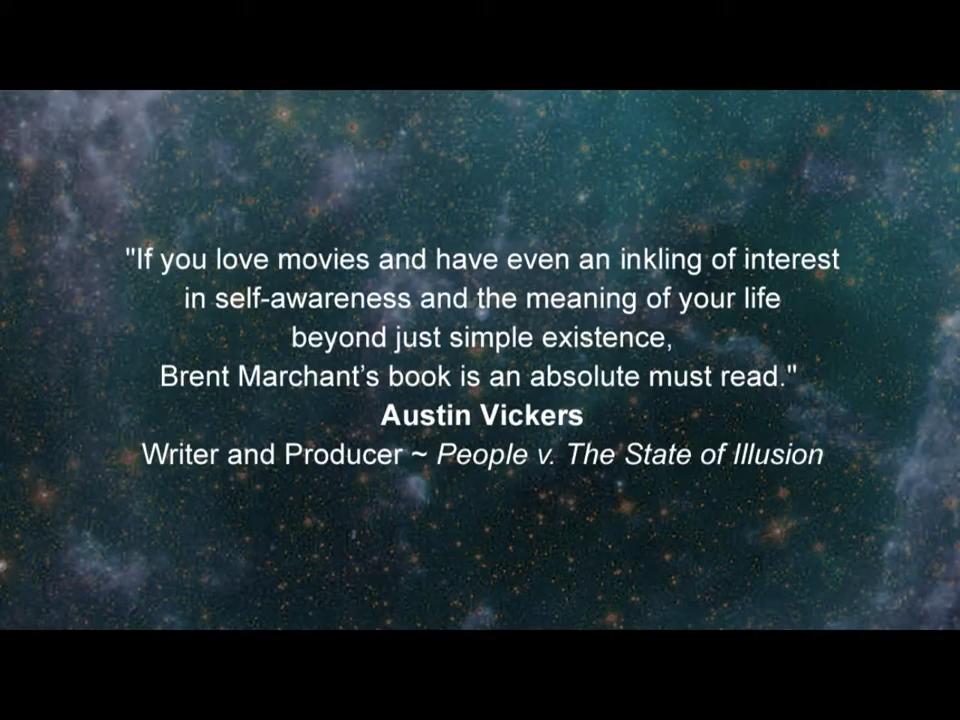 "If you love movies and have even an inkling of interest
in self-awareness and the meaning of your life
beyond just simple existence,
Brent Marchant’s book is an absolute must read."
Austin Vickers
Writer and Producer ~ People v. The State of Illusion